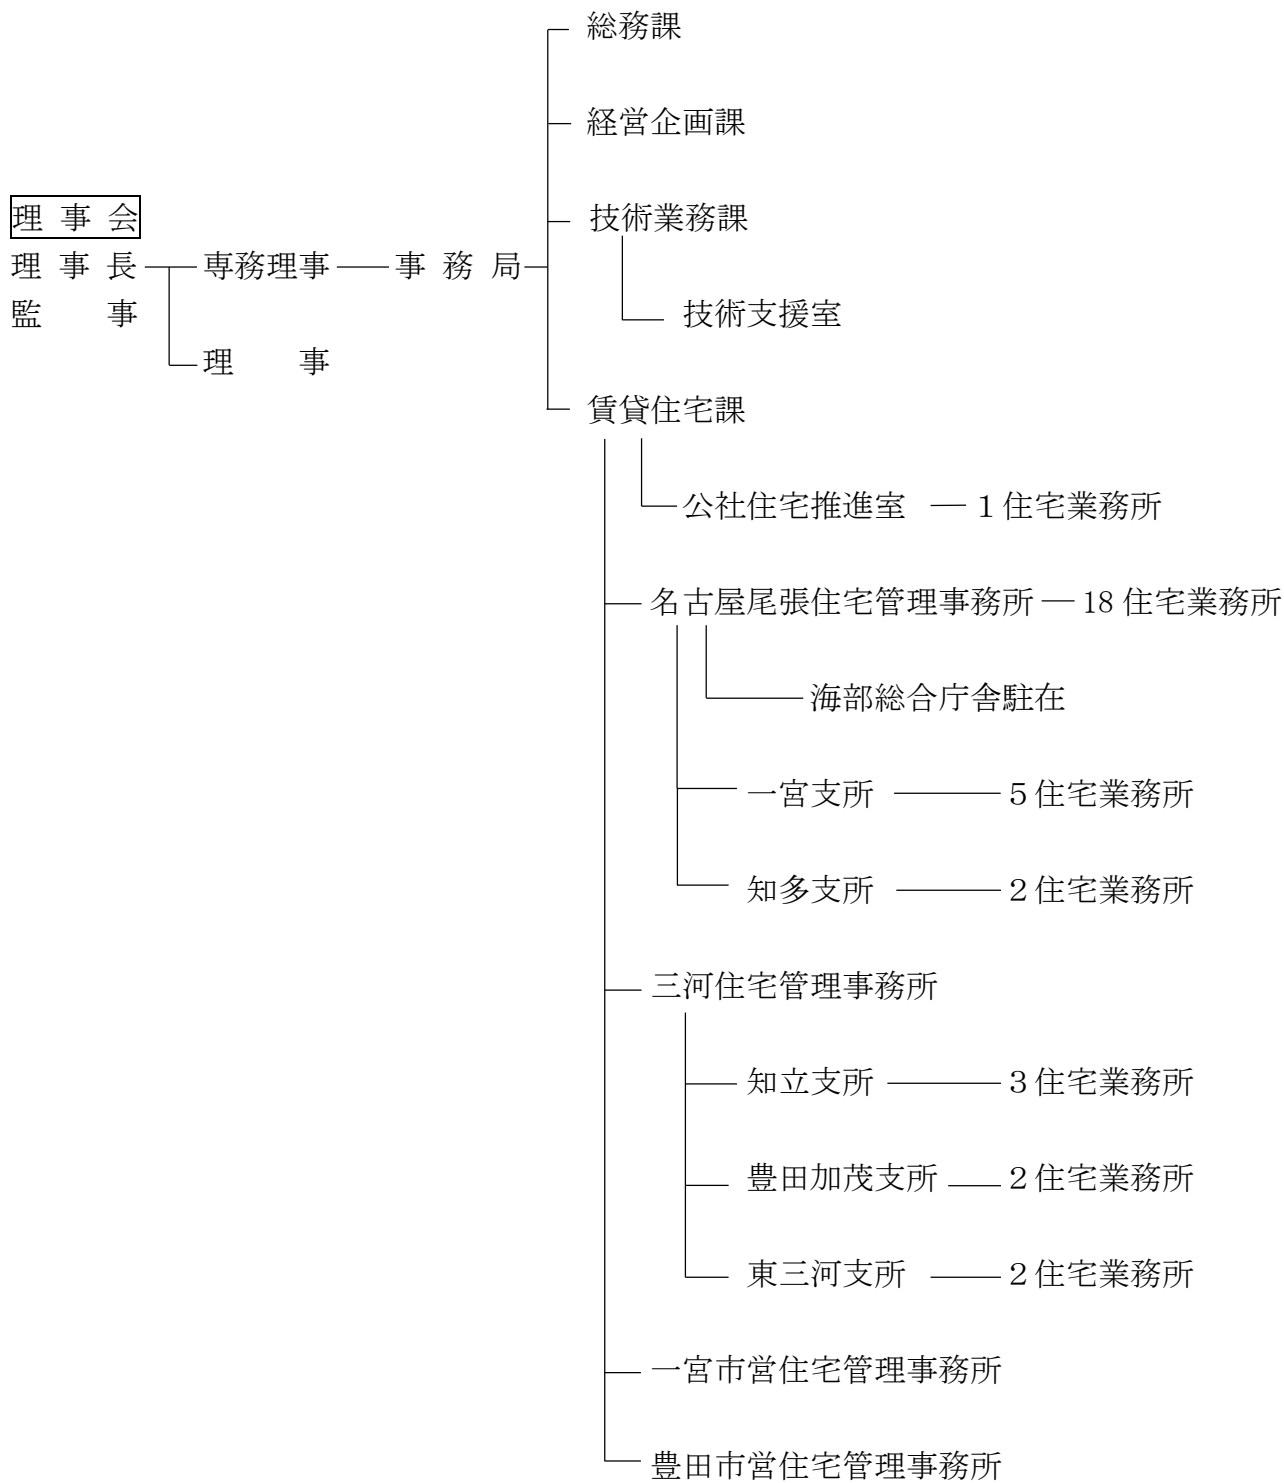 総務課
経営企画課
理事会
技術業務課
理事長 専務理事 事務局
監事
技術支援室
理事
賃貸住宅課
公社住宅推進室 1住宅業務所
名古屋尾張住宅管理事務所 18住宅業務所
海部総合庁舎駐在
一宮支所 5住宅業務所
知多支所 2住宅業務所
三河住宅管理事務所
知立支所 3住宅業務所
豊田加茂支所 2住宅業務所
東三河支所 2住宅業務所
一宮市営住宅管理事務所
豊田市営住宅管理事務所